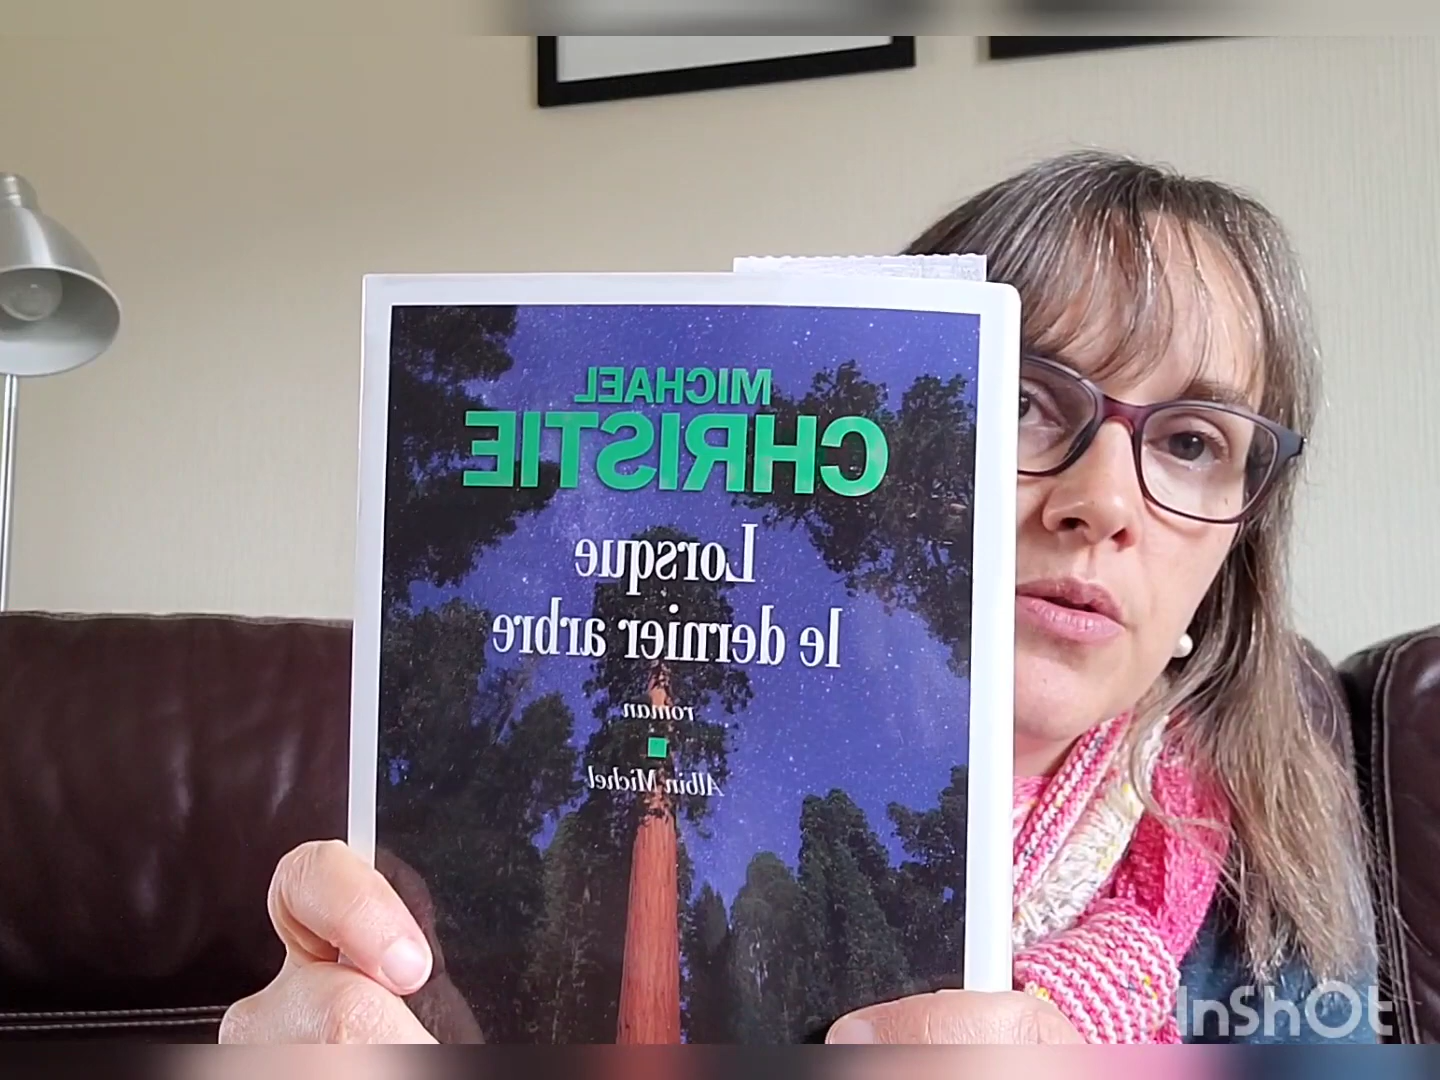 MICHAEL
CHRISTIE
Lorsque
le dernier arbre
roman
Albin Michel
InShOt